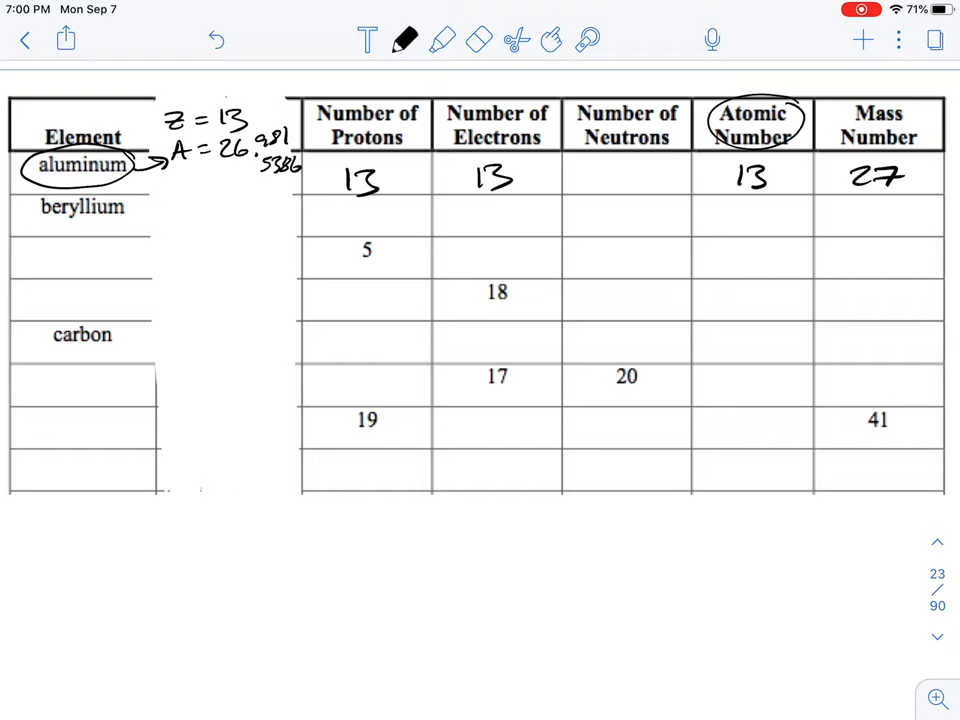 7:00 PM Mon Sep 7
71%
T
Element
Z = 13
A = 26.981
5386
Number of
Protons
Number of
Electrons
Number of
Neutrons
Atomic
Number
Mass
Number
aluminum 13 13 13 27
beryllium
5
18
carbon
17 20
19 41
23
/
90